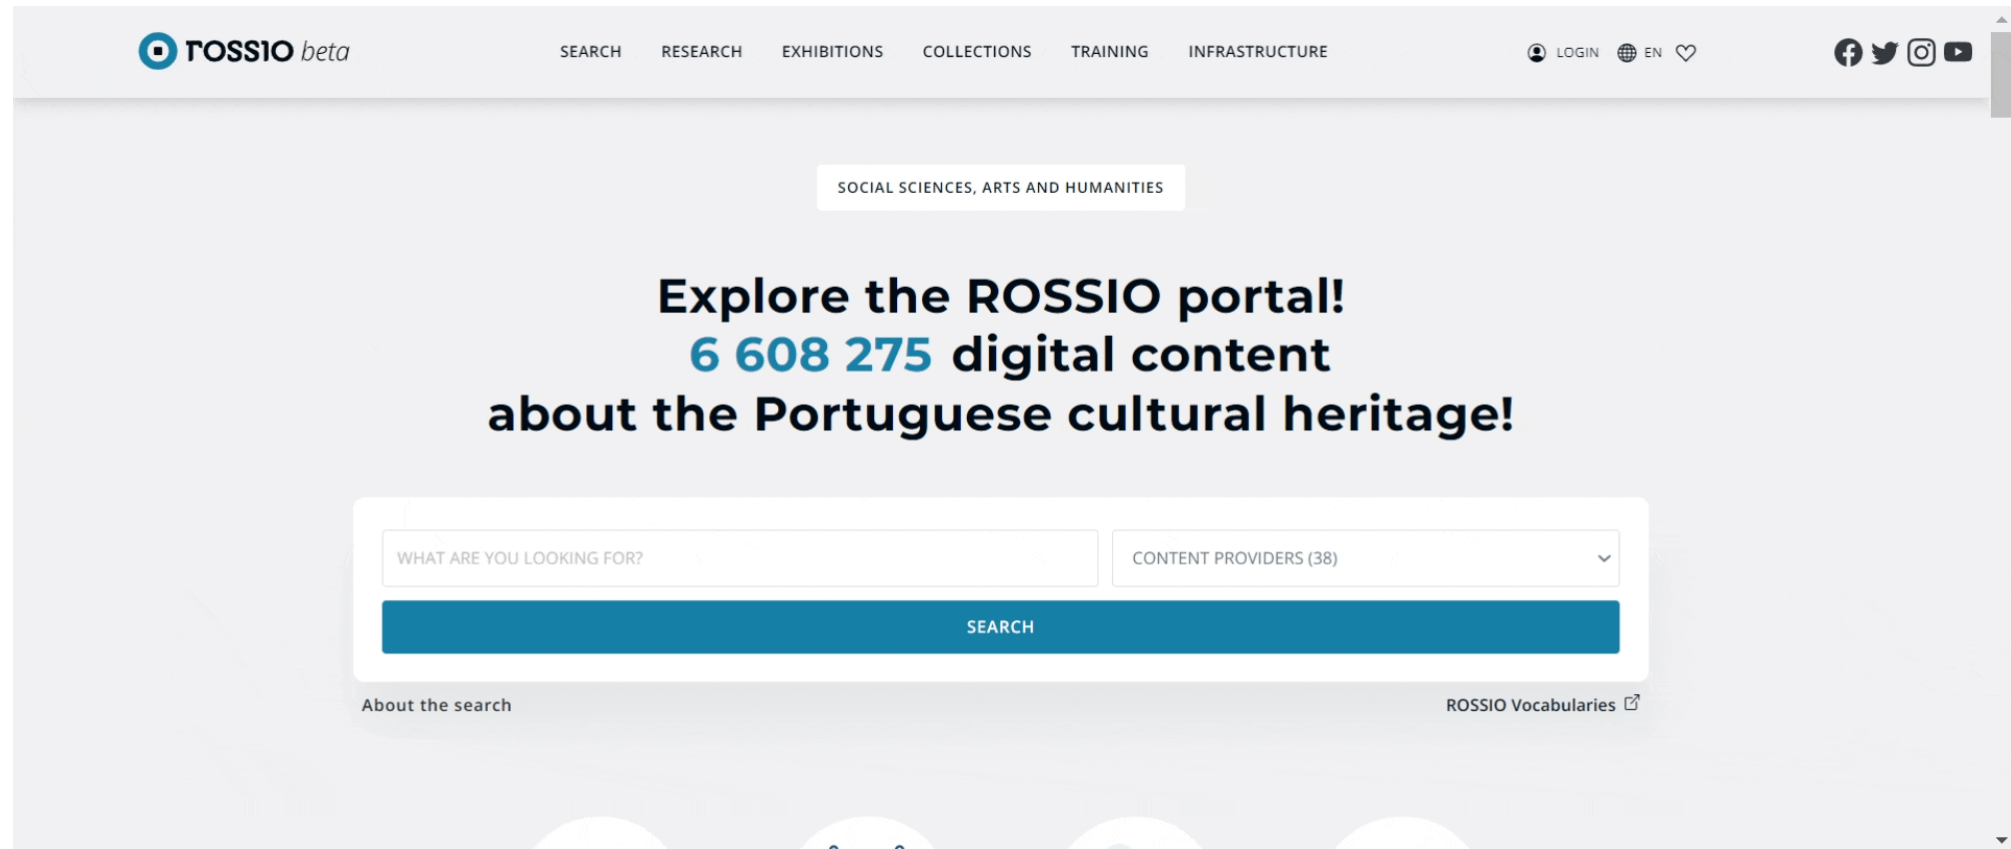 rossio beta
SEARCH RESEARCH EXHIBITIONS COLLECTIONS TRAINING INFRASTRUCTURE
LOGIN EN
SOCIAL SCIENCES, ARTS AND HUMANITIES
Explore the ROSSIO portal!
6 608 275 digital content
about the Portuguese cultural heritage!
WHAT ARE YOU LOOKING FOR?
CONTENT PROVIDERS (38)
SEARCH
About the search
ROSSIO Vocabularies